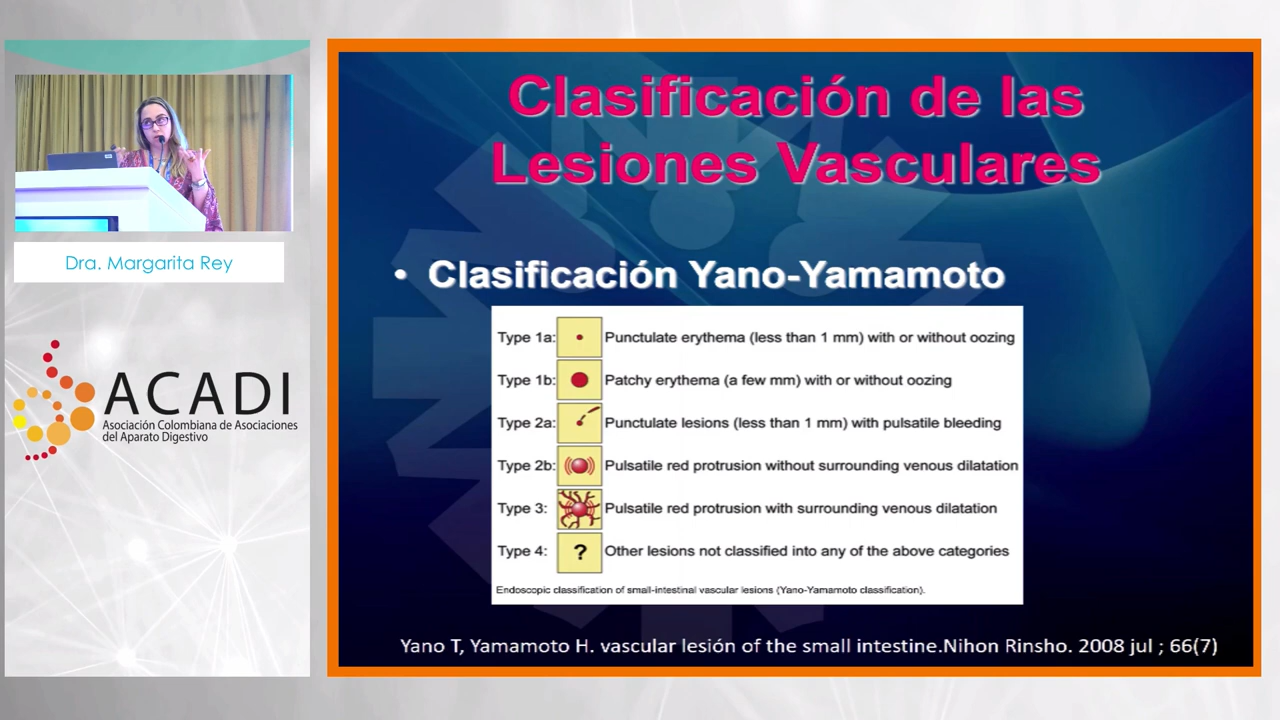 Dra. Margarita Rey
ACADI
Asociación Colombiana de Asociaciones
del Aparato Digestivo
Clasificación de las
Lesiones Vasculares
• Clasificación Yano-Yamamoto
Type 1a: Punctulate erythema (less than 1 mm) with or without oozing
Type 1b: Patchy erythema (a few mm) with or without oozing
Type 2a: Punctulate lesions (less than 1 mm) with pulsatile bleeding
Type 2b: Pulsatile red protrusion without surrounding venous dilatation
Type 3: Pulsatile red protrusion with surrounding venous dilatation
Type 4: ? Other lesions not classified into any of the above categories
Endoscopic classification of small-intestinal vascular lesions (Yano-Yamamoto classification).
Yano T, Yamamoto H. vascular lesión of the small intestine.Nihon Rinsho. 2008 jul ; 66(7)